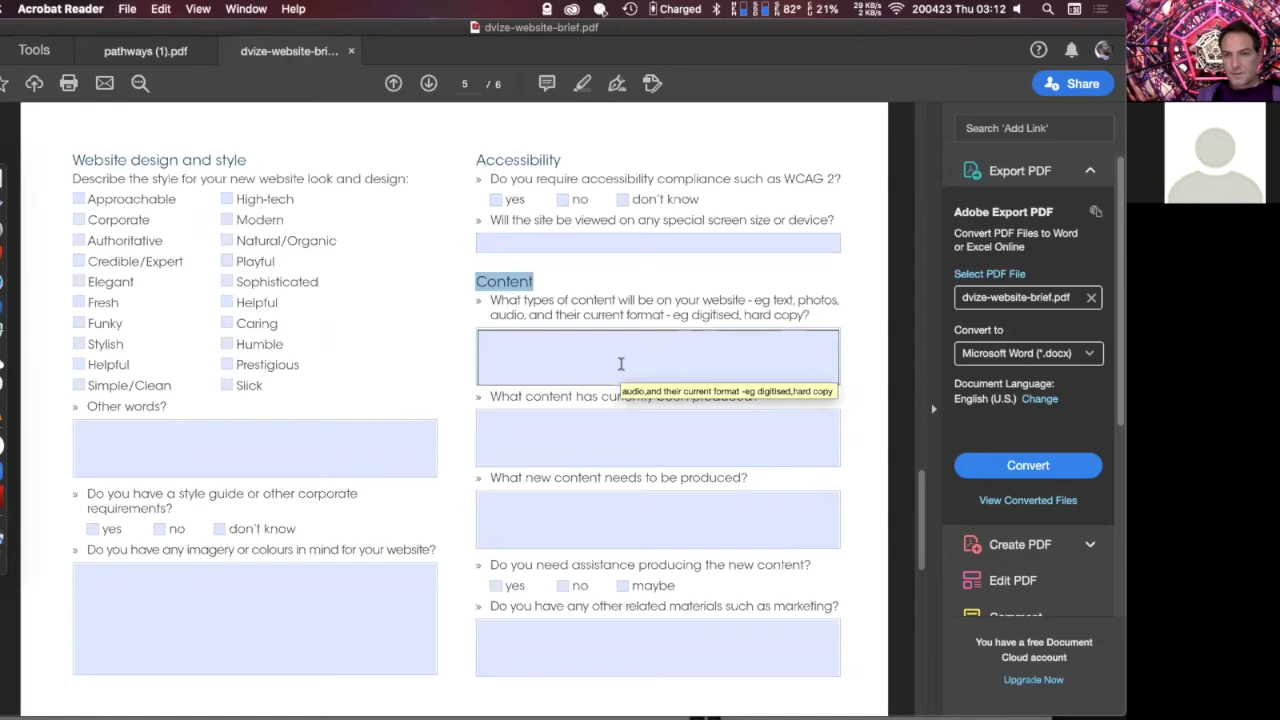 Acrobat Reader File Edit View Window Help
Charged 82° 21% 29 KB/s 2 KB/s 200423 Thu 03:12
dvize-website-brief.pdf
Tools pathways (1).pdf dvize-website-bri... ×
5 / 6
Share
Website design and style
Describe the style for your new website look and design:
Approachable High-tech
Corporate Modern
Authoritative Natural/Organic
Credible/Expert Playful
Elegant Sophisticated
Fresh Helpful
Funky Caring
Stylish Humble
Helpful Prestigious
Simple/Clean Slick
» Other words?
» Do you have a style guide or other corporate
requirements?
yes no don't know
» Do you have any imagery or colours in mind for your website?
Accessibility
» Do you require accessibility compliance such as WCAG 2?
yes no don't know
» Will the site be viewed on any special screen size or device?
Content
» What types of content will be on your website - eg text, photos,
audio, and their current format - eg digitised, hard copy?
audio,and their current format -eg digitised,hard copy
» What content has currently been produced?
» What new content needs to be produced?
» Do you need assistance producing the new content?
yes no maybe
» Do you have any other related materials such as marketing?
Search 'Add Link'
Export PDF
Adobe Export PDF
Convert PDF Files to Word
or Excel Online
Select PDF File
dvize-website-brief.pdf
Convert to
Microsoft Word (*.docx)
Document Language:
English (U.S.) Change
Convert
View Converted Files
Create PDF
Edit PDF
Comment
You have a free Document
Cloud account
Upgrade Now